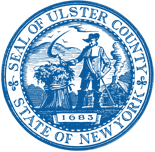 SEAL OF ULSTER COUNTY
STATE OF NEW YORK
1683